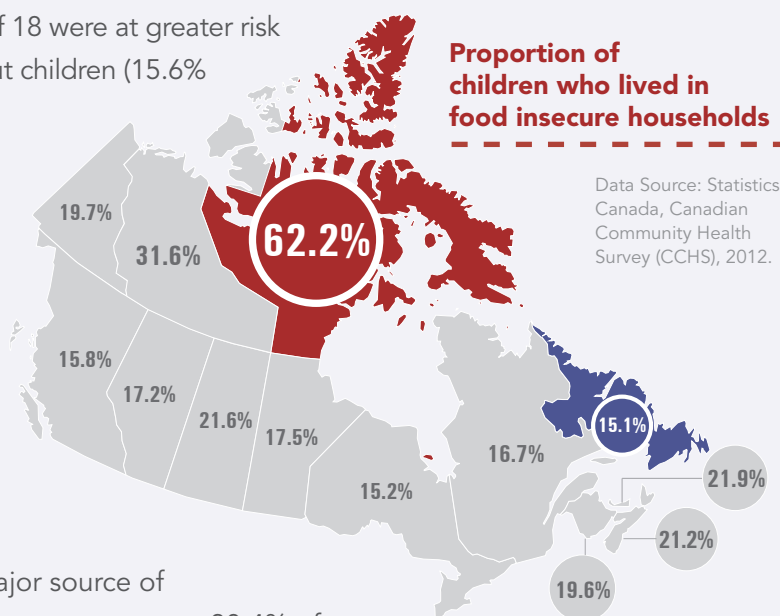 f 18 were at greater risk
ut children (15.6%
Proportion of
children who lived in
food insecure households
Data Source: Statistics
Canada, Canadian
Community Health
Survey (CCHS), 2012.
19.7%
31.6%
62.2%
15.8%
17.2%
21.6%
17.5%
15.2%
16.7%
15.1%
21.9%
21.2%
19.6%
ajor source of